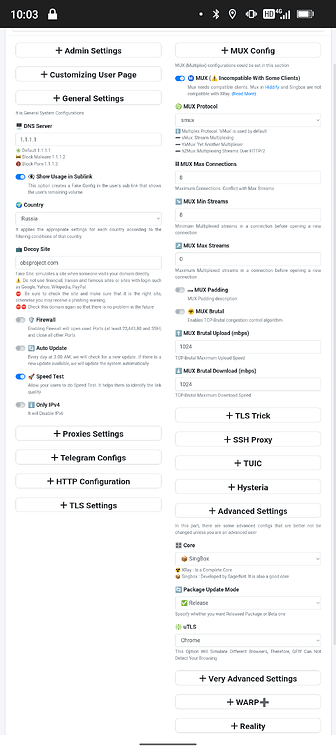 10:03
HD 4G
+ Admin Settings
+ Customizing User Page
+ General Settings
It is General System Configurations
DNS Server
1.1.1.1
Default 1.1.1.1
Block Malware 1.1.1.2
Block Porn 1.1.1.3
Show Usage in Sublink
This option creates a Fake Config in the user's sub link that shows
the user's remaining volume.
Country
Russia
It applies the appropriate settings for each country according to the
filtering conditions of that country.
Decoy Site
obsproject.com
Fake Site: simulates a site when someone visits your domain directly
Do not use financial, Iranian and famous sites or sites with login such
as Google, Yahoo, Wikipedia, PayPal.
Be sure to check the site and make sure that it is the right site,
otherwise you may receive a phishing warning.
Check this domain again so that there is no problem in the future
Firewall
Enabling Firewall will open used Ports (at least 22,443,80 and SSH)
and close all other Ports
Auto Update
Every day at 3:00 AM, we will check for a new update. If there is a
new update available, we will update the system automatically
Speed Test
Allow your users to do Speed Test. It helps them to identify the link
quality
Only IPv4
It will Disable IPv6
+ Proxies Settings
+ Telegram Configs
+ HTTP Configuration
+ TLS Settings
+ MUX Config
MUX (Multiplex) configurations would be set in this section
MUX (Incompatible With Some Clients)
Mux needs compatible clients. Mux in Hiddify and Singbox are not
compatible with XRay. (Read More)
MUX Protocol
smux
Multiplex Protocol. 'h2Mux' is used by default
sMux: Stream Multiplexing
YaMux: Yet Another Multiplexer
h2Mux: Multiplexing Streams Over HTTP/2
MUX Max Connections
8
Maximum Connections. Conflict with Max Streams
MUX Min Streams
8
Minimum Multiplexed streams in a connection before opening a new
connection
MUX Max Streams
0
Maximum Multiplexed streams in a connection before opening a new
connection
MUX Padding
MUX Padding description
MUX Brutal
Enables TCP-Brutal congestion control algorithm
MUX Brutal Upload (mbps)
1024
TCP-Brutal Maximum Upload Speed
MUX Brutal Download (mbps)
1024
TCP-Brutal Maximum Download Speed
+ TLS Trick
+ SSH Proxy
+ TUIC
+ Hysteria
+ Advanced Settings
In this part, there are some advanced configs that are better not be
changed unless you are an advanced user
Core
SingBox
XRay : Is a Complete Core
Singbox : Developed by SagerNet. It is also a good core
Package Update Mode
Release
Specify whether you want Released Package or Beta one
uTLS
Chrome
This Option Will Simulate Different Browsers, Therefore, GFW Can Not
Detect Your Browsing.
+ Very Advanced Settings
+ WARP+
+ Reality